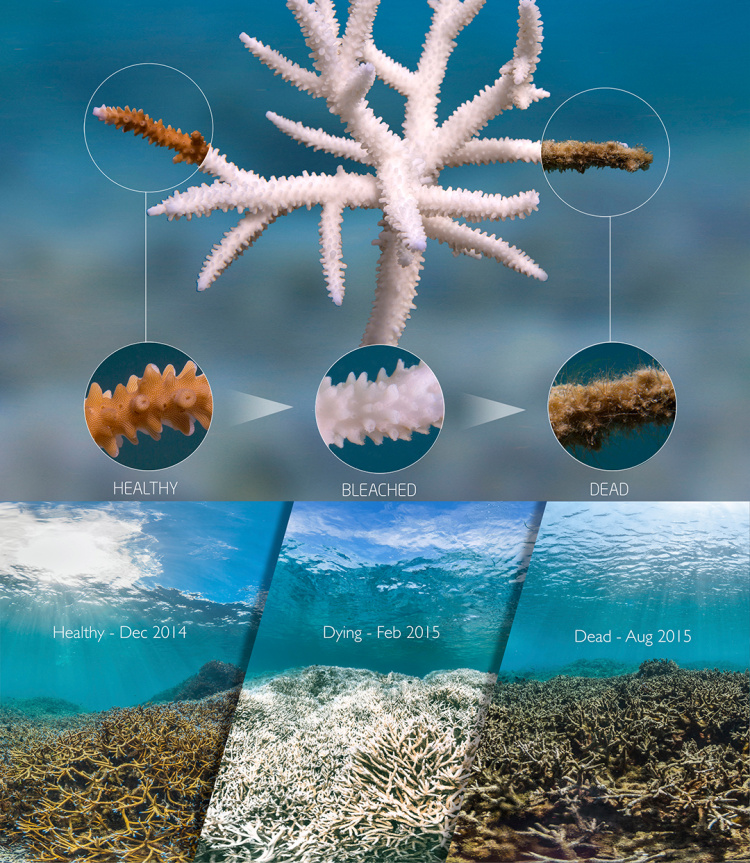 HEALTHY
BLEACHED
DEAD
Healthy - Dec 2014
Dying - Feb 2015
Dead - Aug 2015